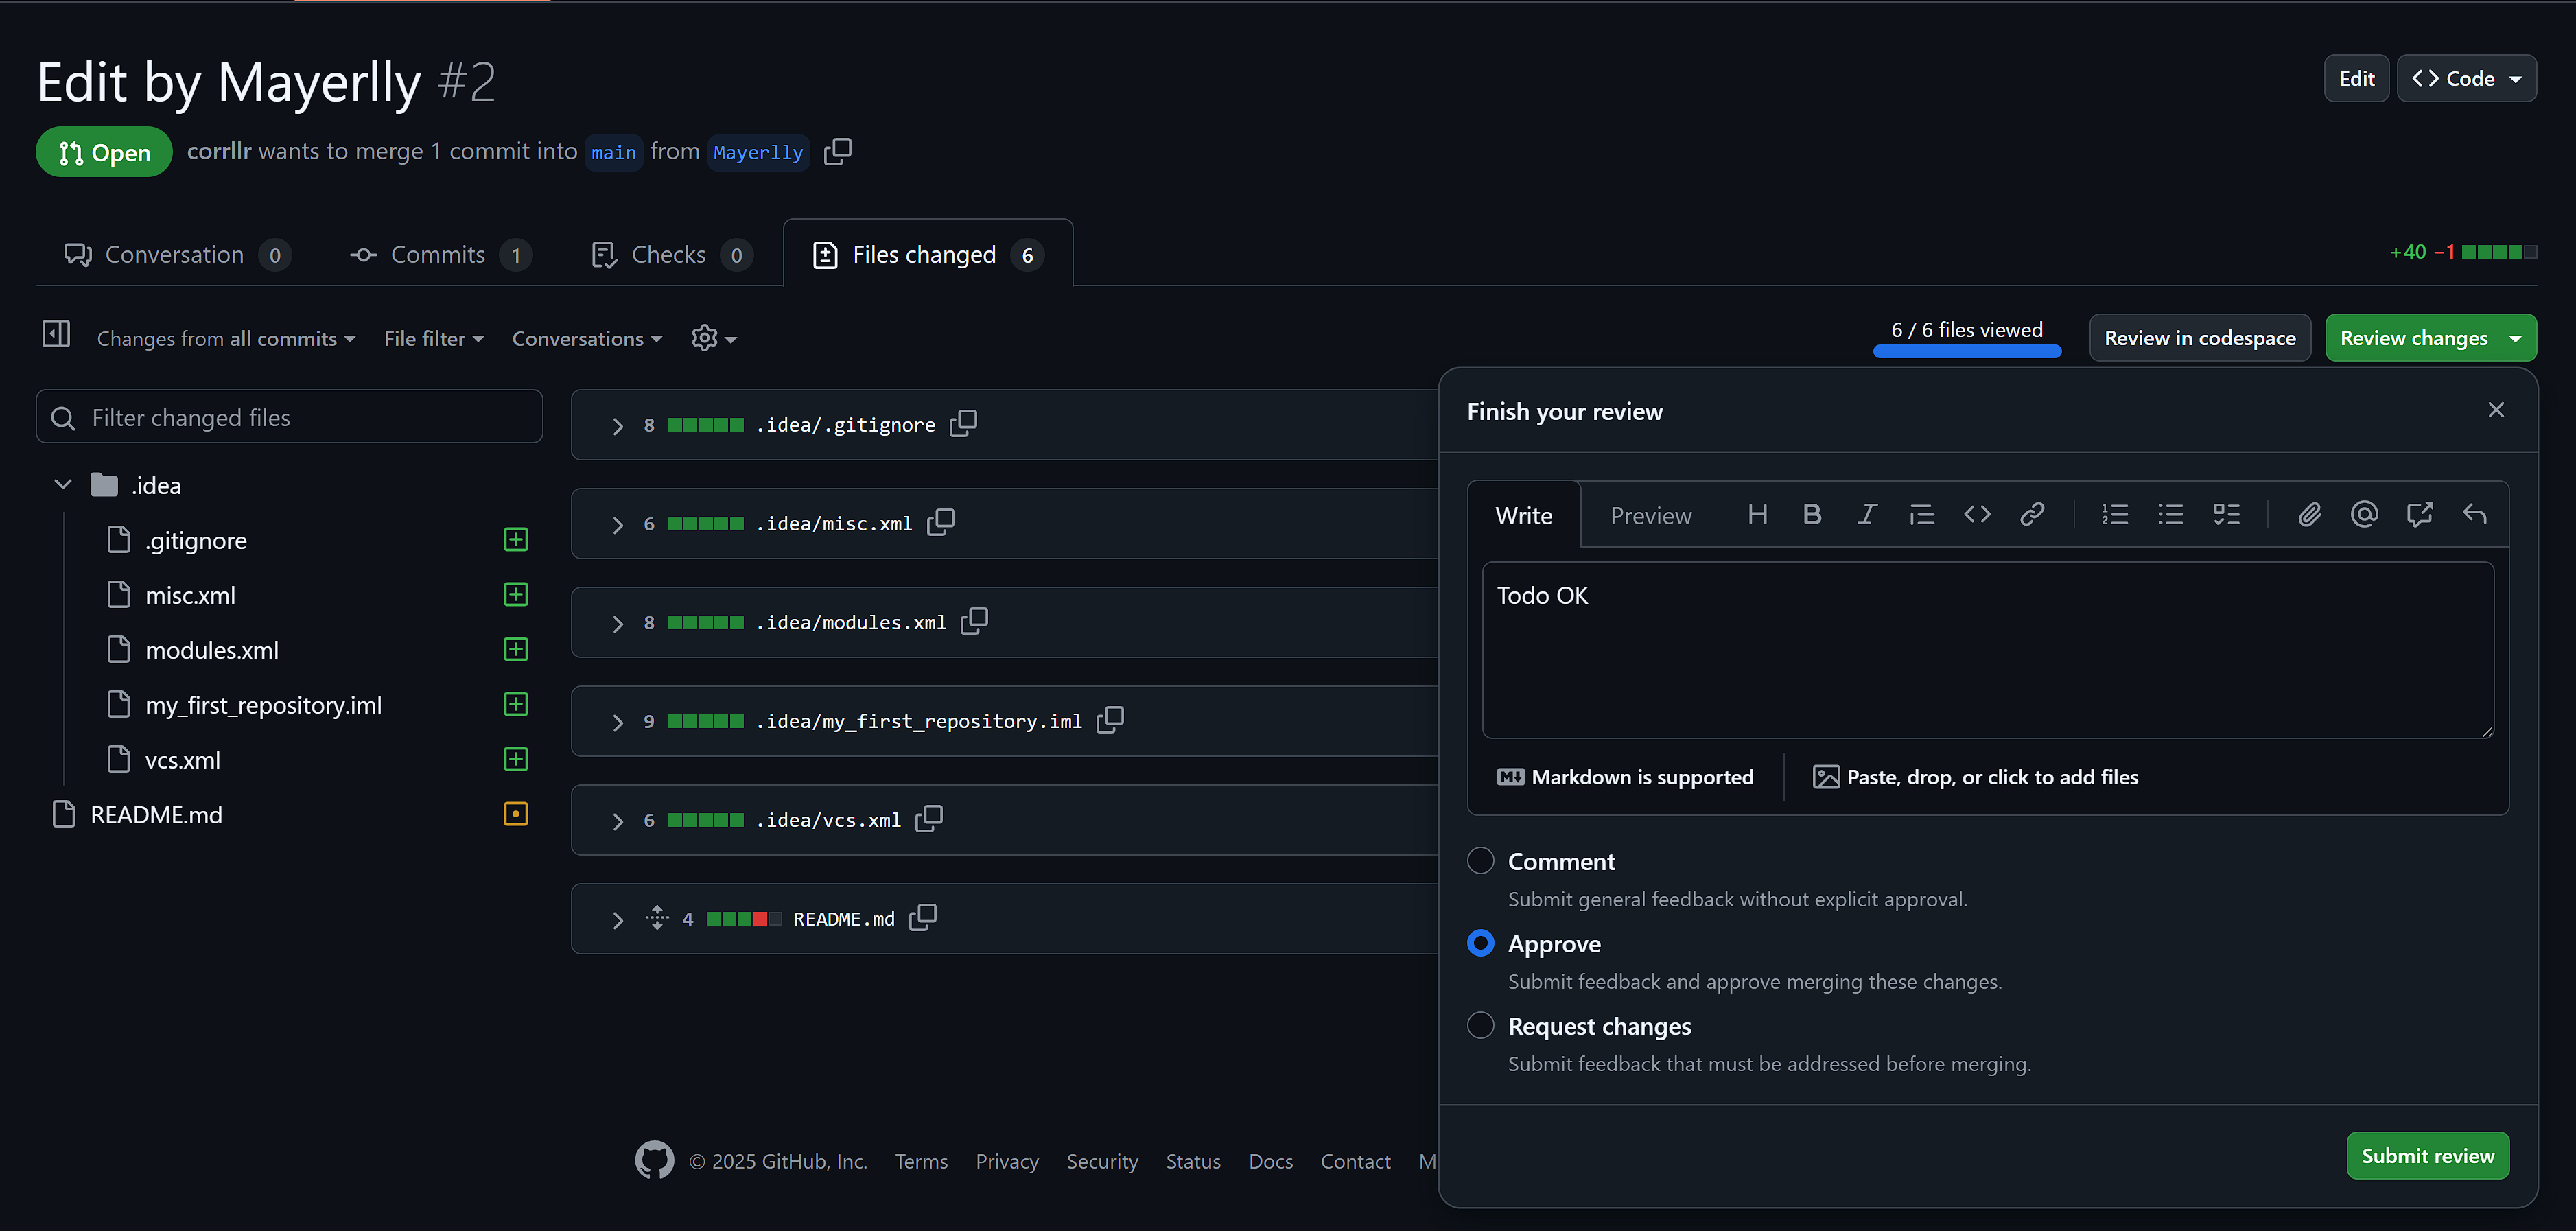 Edit by Mayerlly #2
Edit
Code
Open
corrllr wants to merge 1 commit into main from Mayerlly
Conversation 0
Commits 1
Checks 0
Files changed 6
+40 −1
Changes from all commits
File filter
Conversations
6 / 6 files viewed
Review in codespace
Review changes
Filter changed files
.idea
.gitignore
misc.xml
modules.xml
my_first_repository.iml
vcs.xml
README.md
8 .idea/.gitignore
6 .idea/misc.xml
8 .idea/modules.xml
9 .idea/my_first_repository.iml
6 .idea/vcs.xml
4 README.md
Finish your review
Write
Preview
Todo OK
Markdown is supported
Paste, drop, or click to add files
Comment
Submit general feedback without explicit approval.
Approve
Submit feedback and approve merging these changes.
Request changes
Submit feedback that must be addressed before merging.
Submit review
© 2025 GitHub, Inc.
Terms
Privacy
Security
Status
Docs
Contact
M